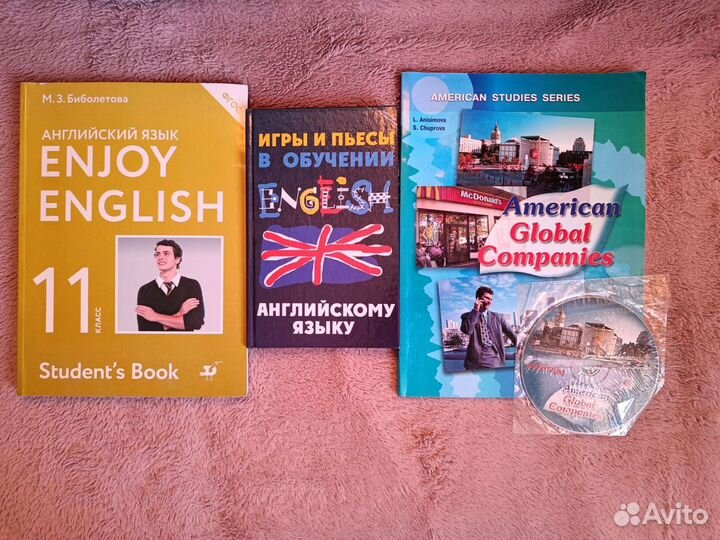 М. З. Биболетова
ФГОС
АНГЛИЙСКИЙ ЯЗЫК
ENJOY
ENGLISH
11
КЛАСС
Student's Book
ИГРЫ И ПЬЕСЫ
В ОБУЧЕНИИ
ENGLISH
АНГЛИЙСКОМУ
ЯЗЫКУ
AMERICAN STUDIES SERIES
L. Anisimova
S. Chuprova
McDonald's
American
Global
Companies
American
Global
Companies
Avito